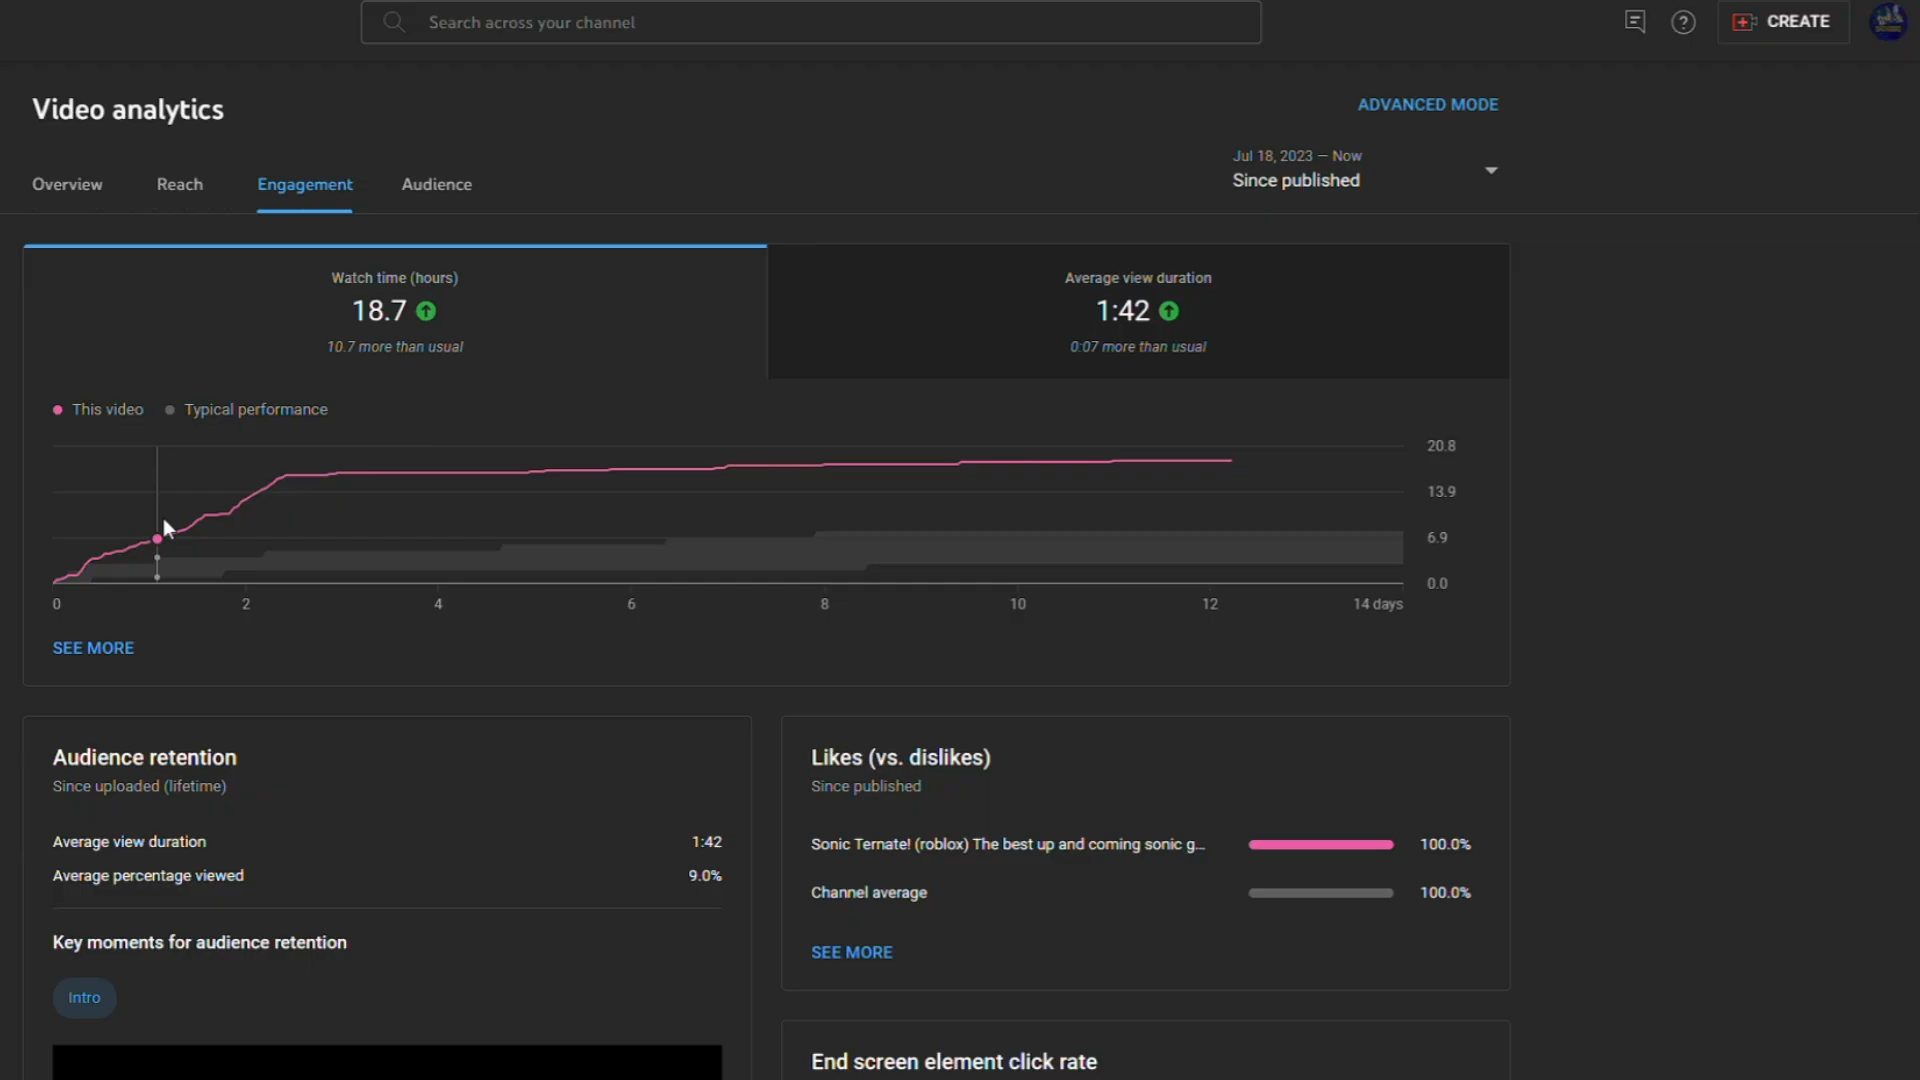 Search across your channel
CREATE
Video analytics
ADVANCED MODE
Jul 18, 2023 – Now
Since published
Overview
Reach
Engagement
Audience
Watch time (hours)
18.7
10.7 more than usual
Average view duration
1:42
0:07 more than usual
This video
Typical performance
20.8
13.9
6.9
0.0
0
2
4
6
8
10
12
14 days
SEE MORE
Audience retention
Since uploaded (lifetime)
Average view duration
1:42
Average percentage viewed
9.0%
Key moments for audience retention
Intro
Likes (vs. dislikes)
Since published
Sonic Ternate! (roblox) The best up and coming sonic g...
100.0%
Channel average
100.0%
SEE MORE
End screen element click rate